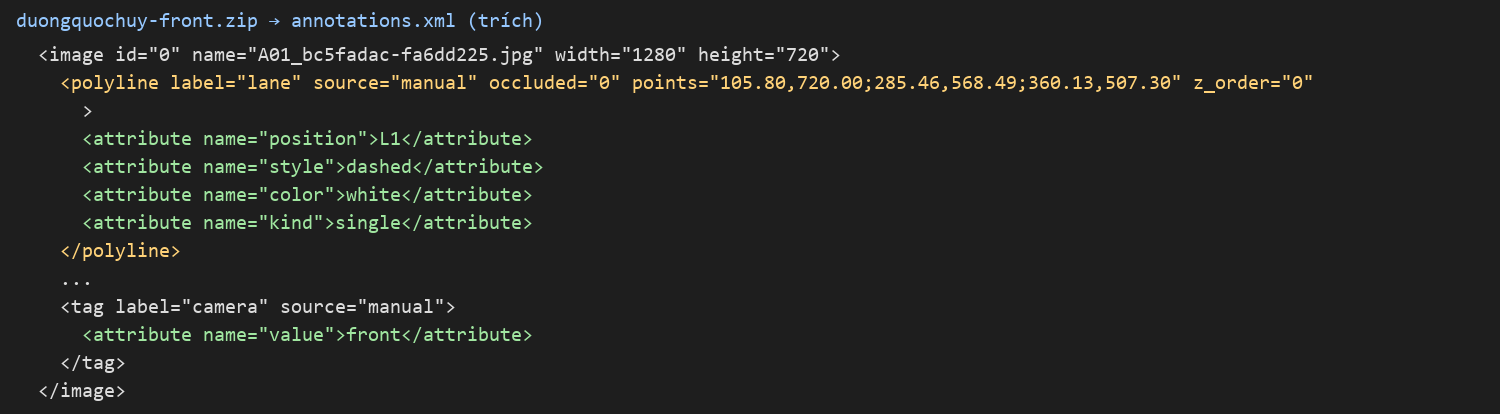 duongquochuy-front.zip → annotations.xml (trích)
<image id="0" name="A01_bc5fadac-fa6dd225.jpg" width="1280" height="720">
<polyline label="lane" source="manual" occluded="0" points="105.80,720.00;285.46,568.49;360.13,507.30" z_order="0"
>
<attribute name="position">L1</attribute>
<attribute name="style">dashed</attribute>
<attribute name="color">white</attribute>
<attribute name="kind">single</attribute>
</polyline>
...
<tag label="camera" source="manual">
<attribute name="value">front</attribute>
</tag>
</image>